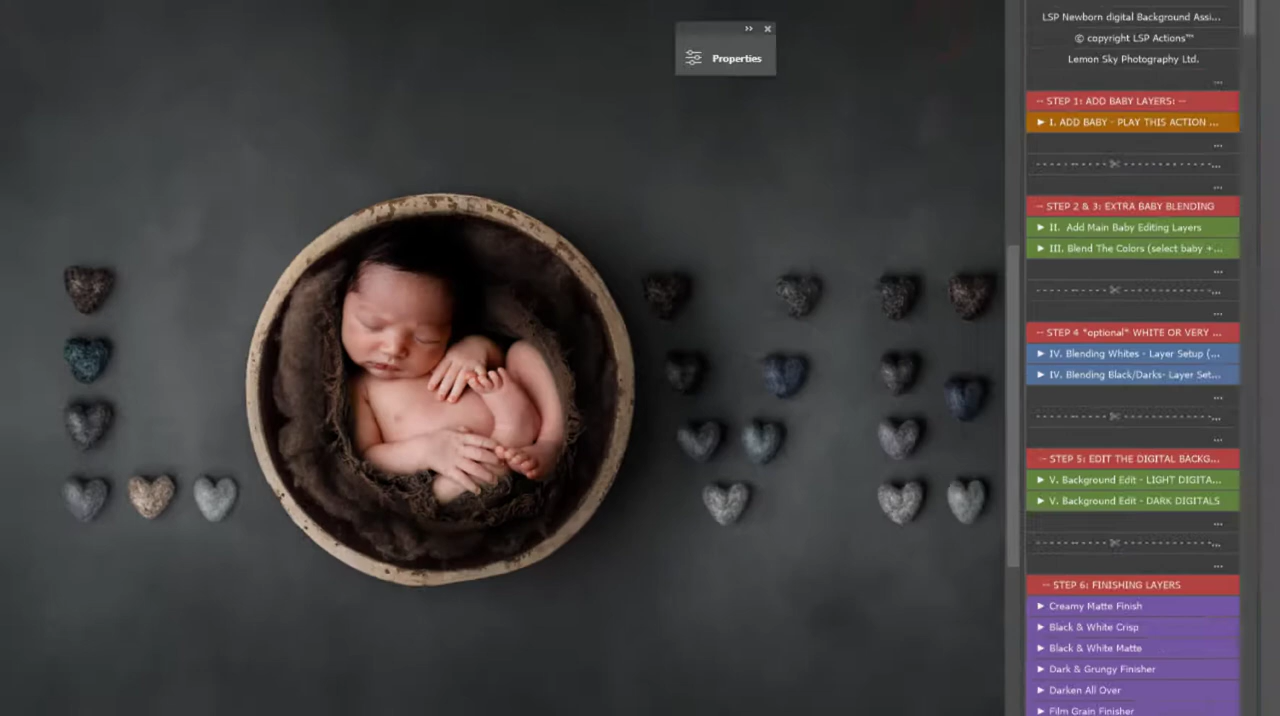 Properties
LSP Newborn digital Background Assi...
© copyright LSP Actions™
Lemon Sky Photography Ltd.
...
-- STEP 1: ADD BABY LAYERS: --
I. ADD BABY - PLAY THIS ACTION ...
...
...
...
-- STEP 2 & 3: EXTRA BABY BLENDING
II. Add Main Baby Editing Layers
III. Blend The Colors (select baby +...
...
...
...
-- STEP 4 *optional* WHITE OR VERY ...
IV. Blending Whites - Layer Setup (...
IV. Blending Black/Darks- Layer Set...
...
...
...
-- STEP 5: EDIT THE DIGITAL BACKG...
V. Background Edit - LIGHT DIGITA...
V. Background Edit - DARK DIGITALS
...
...
...
-- STEP 6: FINISHING LAYERS
Creamy Matte Finish
Black & White Crisp
Black & White Matte
Dark & Grungy Finisher
Darken All Over
Film Grain Finisher